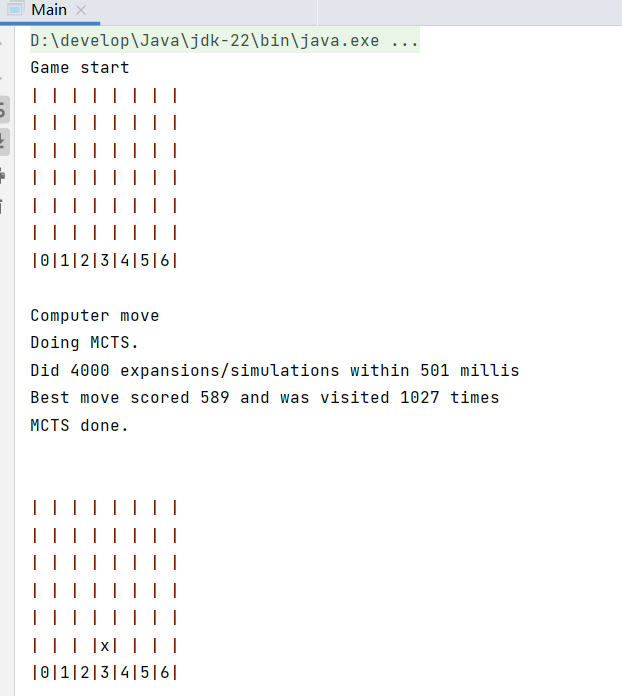 Main
D:\develop\Java\jdk-22\bin\java.exe ...
Game start
| | | | | | | |
| | | | | | | |
| | | | | | | |
| | | | | | | |
| | | | | | | |
| | | | | | | |
|0|1|2|3|4|5|6|
Computer move
Doing MCTS.
Did 4000 expansions/simulations within 501 millis
Best move scored 589 and was visited 1027 times
MCTS done.
| | | | | | | |
| | | | | | | |
| | | | | | | |
| | | | | | | |
| | | | | | | |
| | | |x| | | |
|0|1|2|3|4|5|6|